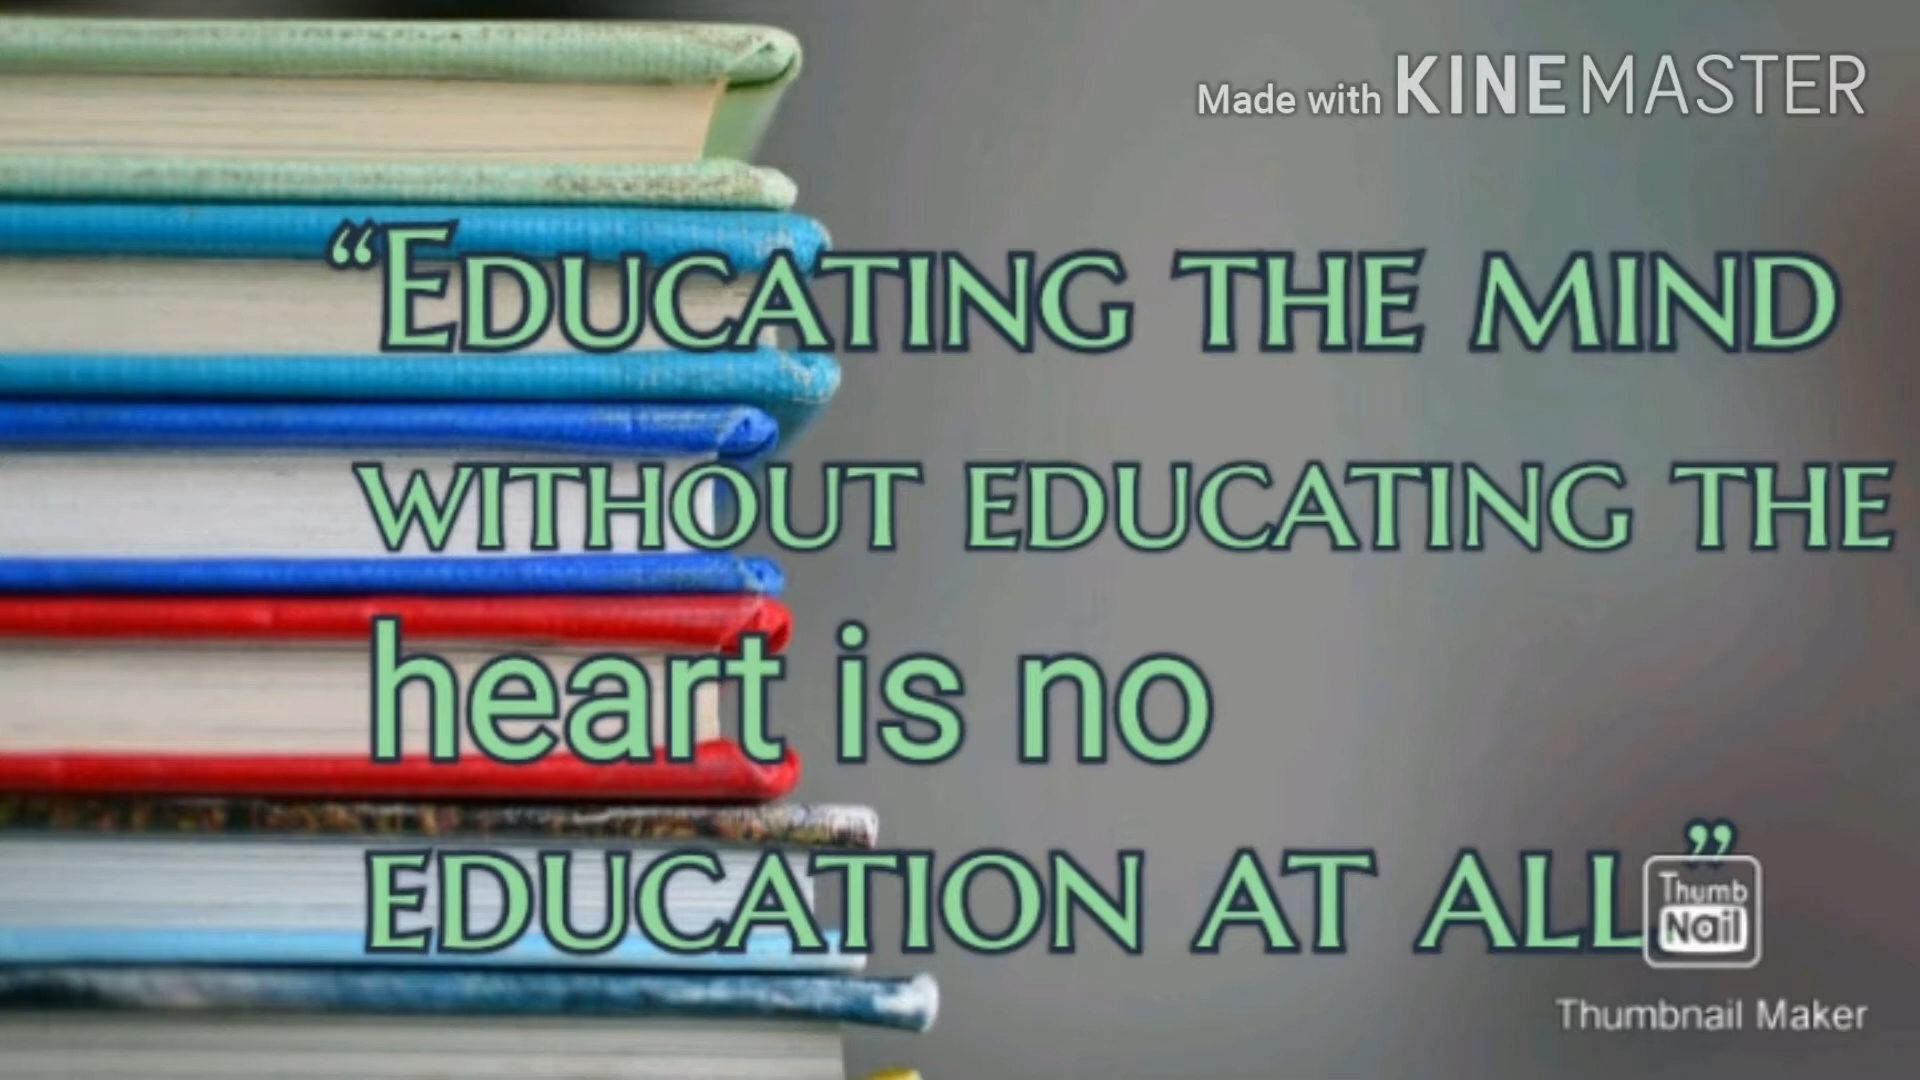 Made with KINEMASTER
“EDUCATING THE MIND
WITHOUT EDUCATING THE
heart is no
EDUCATION AT ALL”
Thumb
Nail
Thumbnail Maker